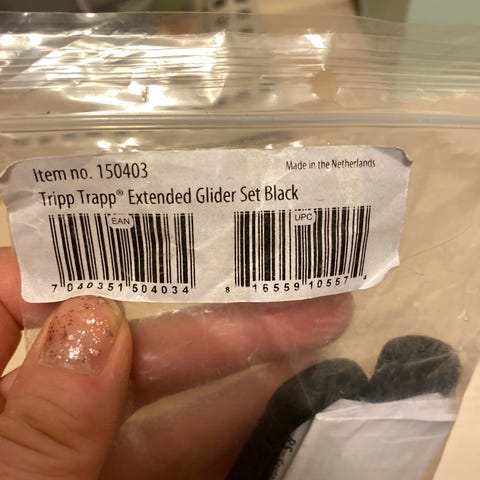 Item no. 150403
Made in the Netherlands
Tripp Trapp® Extended Glider Set Black
EAN
UPC
7 040351 504034
8 16559 10557 4